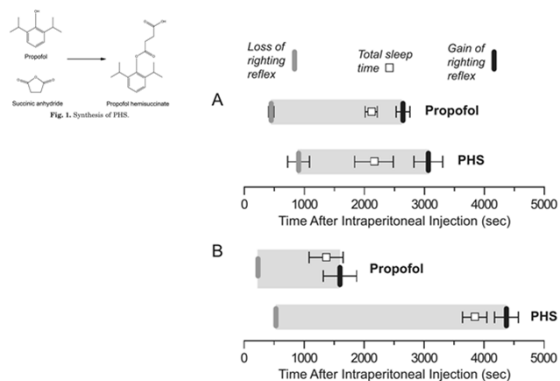 OH
Propofol
Succinic anhydride
Propofol hemisuccinate
Fig. 1. Synthesis of PHS.
Loss of
righting
reflex
Total sleep
time
Gain of
righting
reflex
A
Propofol
PHS
0 1000 2000 3000 4000 5000
Time After Intraperitoneal Injection (sec)
B
Propofol
PHS
0 1000 2000 3000 4000 5000
Time After Intraperitoneal Injection (sec)